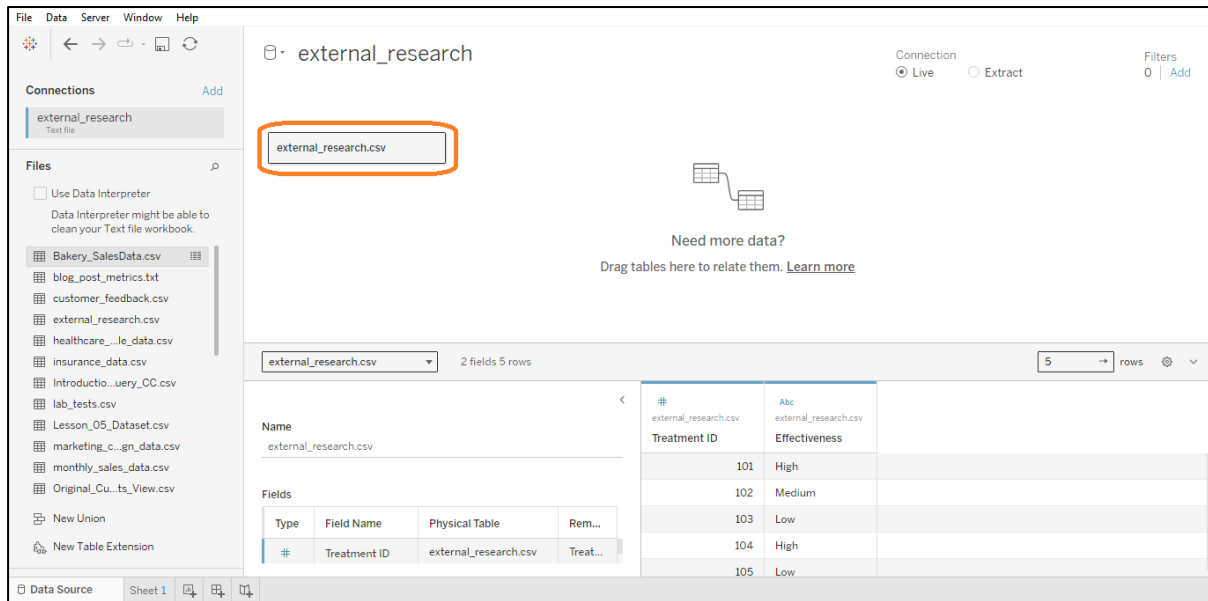 File Data Server Window Help
Connections Add
external_research
Text file
Files
Use Data Interpreter
Data Interpreter might be able to
clean your Text file workbook.
Bakery_SalesData.csv
blog_post_metrics.txt
customer_feedback.csv
external_research.csv
healthcare_...le_data.csv
insurance_data.csv
Introductio...uery_CC.csv
lab_tests.csv
Lesson_05_Dataset.csv
marketing_c...gn_data.csv
monthly_sales_data.csv
Original_Cu...ts_View.csv
New Union
New Table Extension
external_research
Connection
Live Extract
Filters
0 | Add
external_research.csv
Need more data?
Drag tables here to relate them. Learn more
external_research.csv 2 fields 5 rows 5 → rows
Name
external_research.csv
Fields
Type Field Name Physical Table Rem...
# Treatment ID external_research.csv Treat...
# Abc
external_research.csv external_research.csv
Treatment ID Effectiveness
101 High
102 Medium
103 Low
104 High
105 Low
Data Source Sheet 1